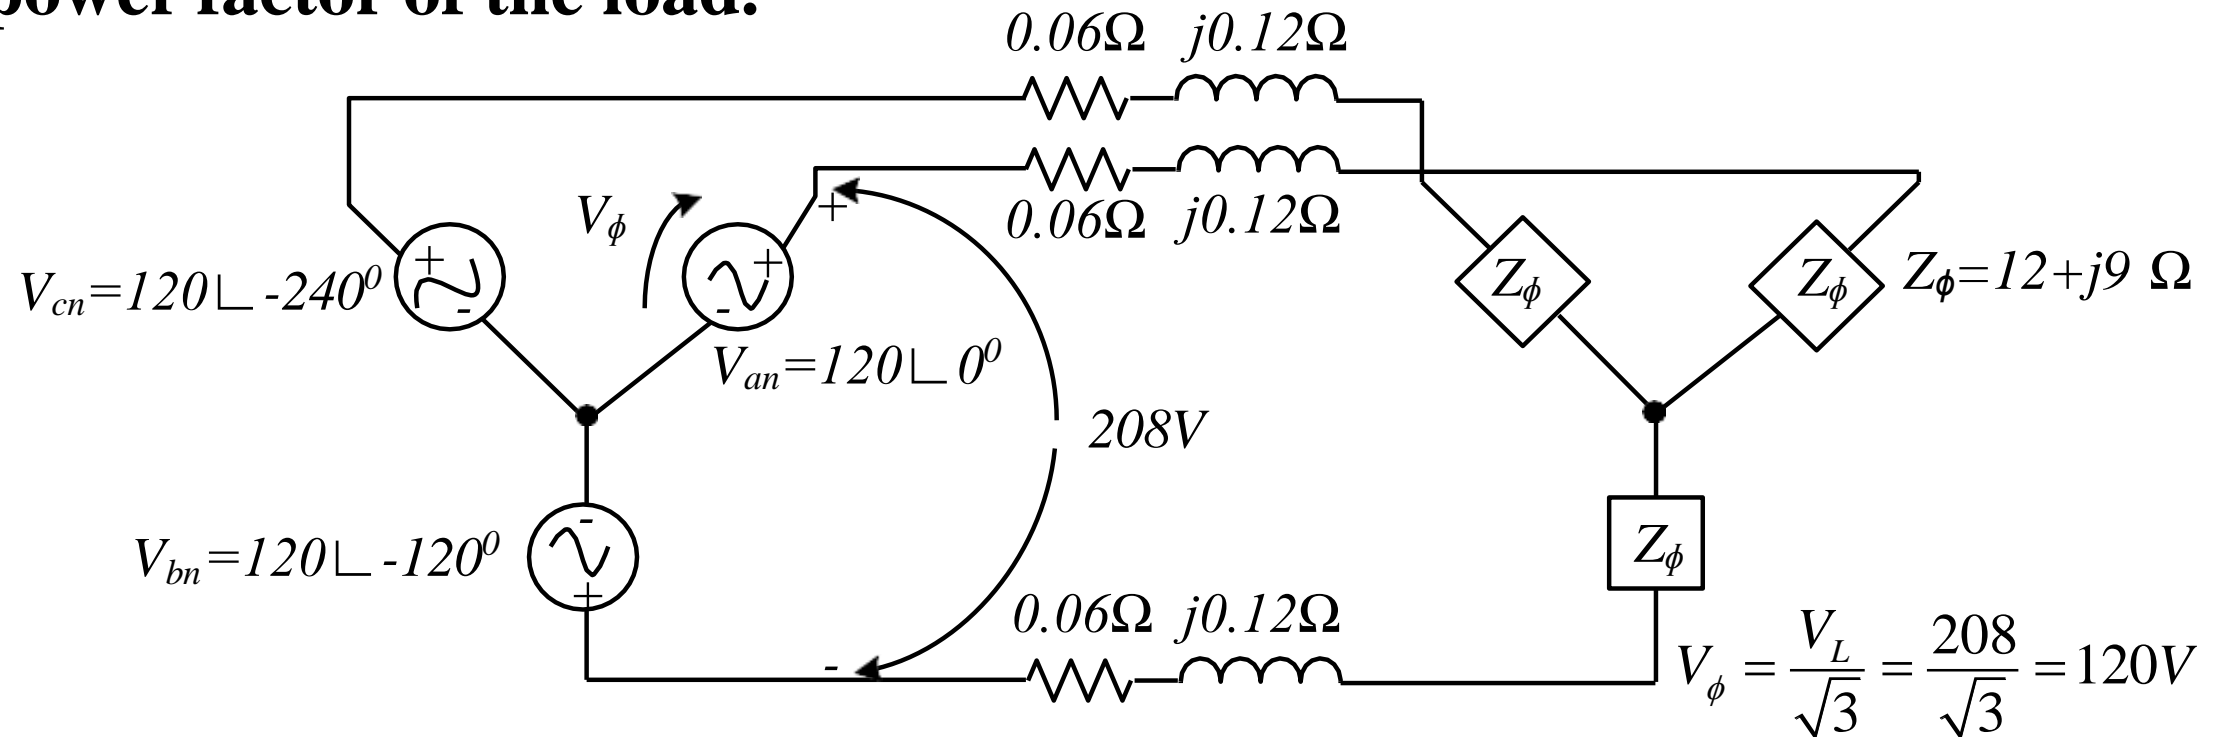 power factor of the load.
0.06Ω j0.12Ω
0.06Ω j0.12Ω
Vϕ
+
+
-
+
-
Vcn=120∟-240⁰
Van=120∟0⁰
208V
Zϕ
Zϕ
Zϕ=12+j9 Ω
Vbn=120∟-120⁰
-
+
-
0.06Ω j0.12Ω
Zϕ
Vϕ = VL/√3 = 208/√3 = 120V